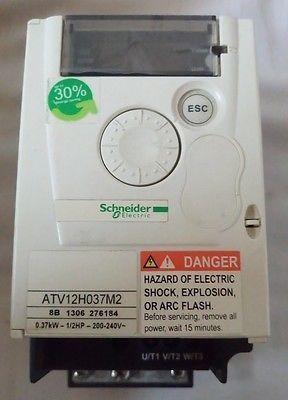 30%
ESC
Schneider
Electric
DANGER
HAZARD OF ELECTRIC
SHOCK, EXPLOSION,
OR ARC FLASH.
Before servicing, remove all
power, wait 15 minutes.
ATV12H037M2
8B 1306 276184
0.37kW - 1/2HP - 200-240V~
U/T1 V/T2 W/T3